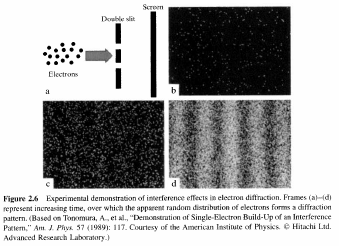 Screen
Double slit
Electrons
a
b
c
d
Figure 2.6 Experimental demonstration of interference effects in electron diffraction. Frames (a)–(d)
represent increasing time, over which the apparent random distribution of electrons forms a diffraction
pattern. (Based on Tonomura, A., et al., “Demonstration of Single-Electron Build-Up of an Interference
Pattern,” Am. J. Phys. 57 (1989): 117. Courtesy of the American Institute of Physics. © Hitachi Ltd.
Advanced Research Laboratory.)